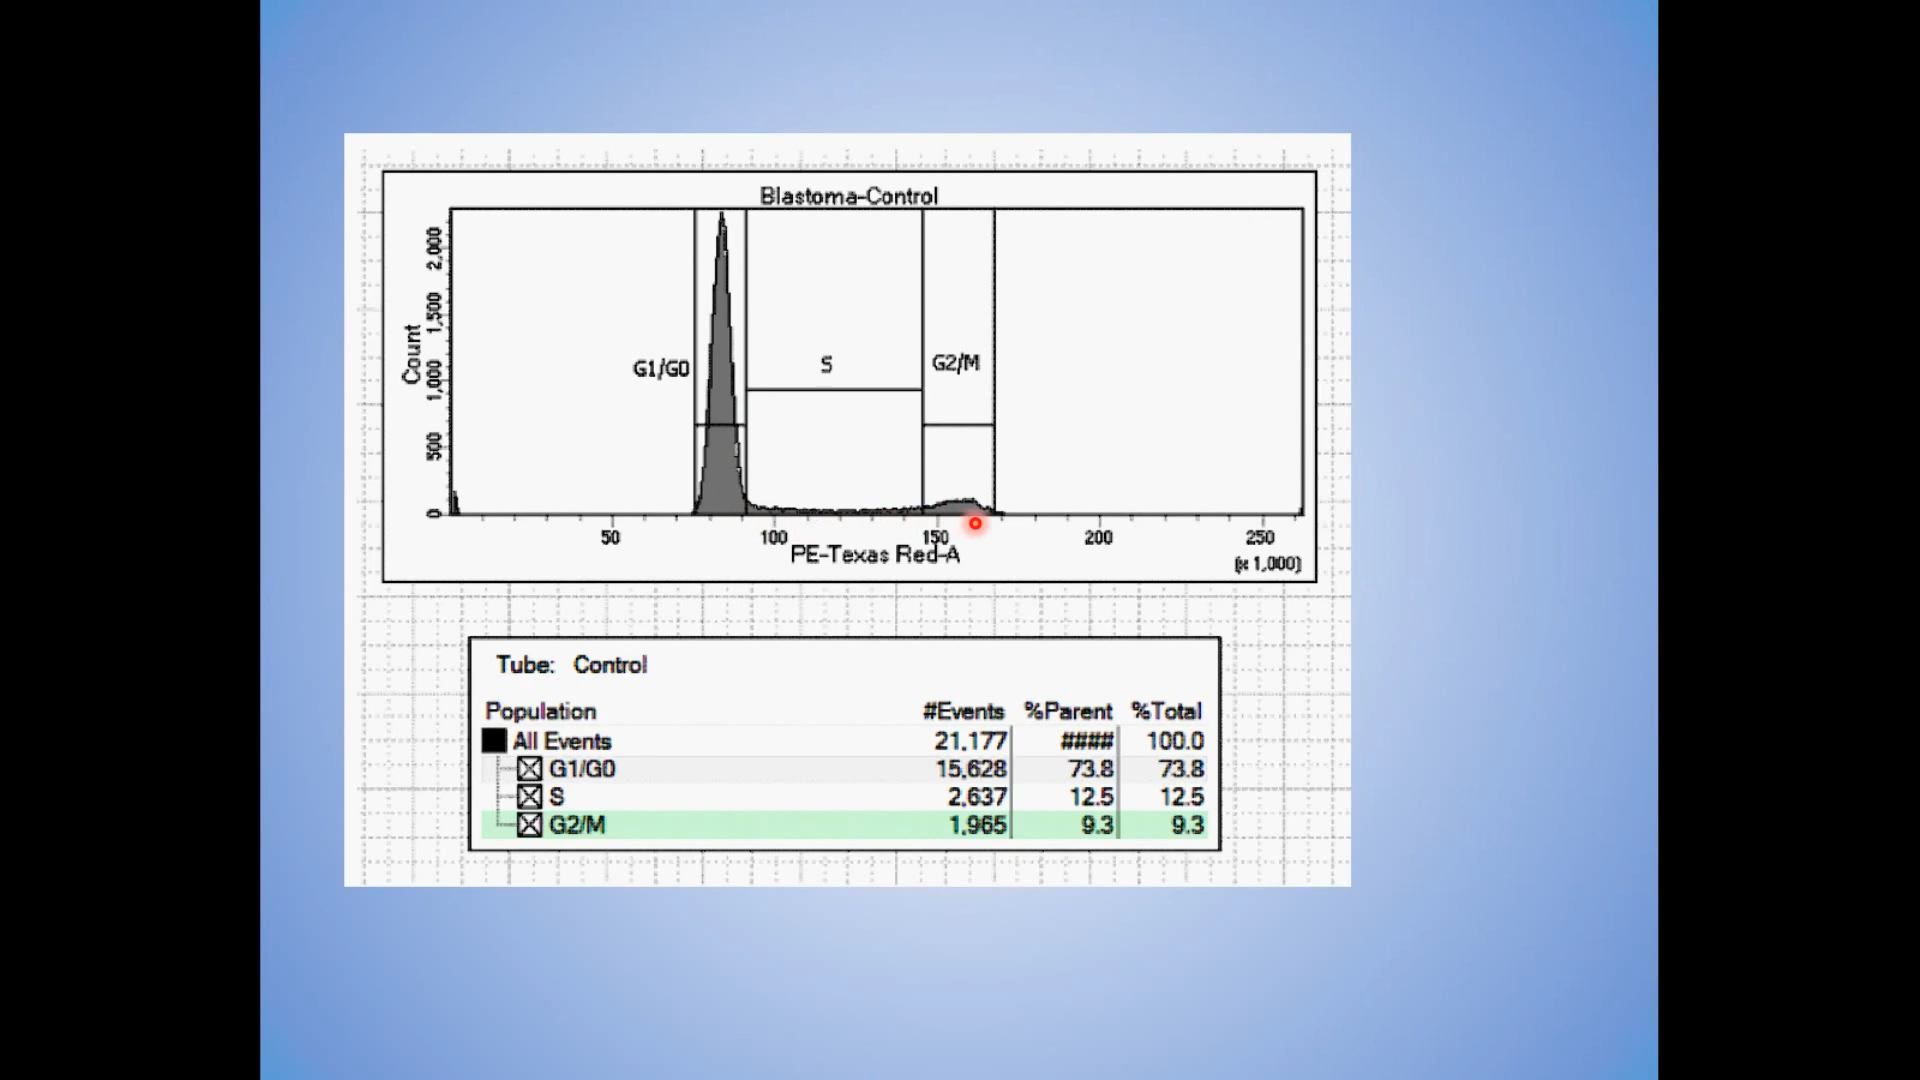 Blastoma-Control
Count
2,000
1,500
1,000
500
0
G1/G0
S
G2/M
50 100 150 200 250
PE-Texas Red-A
(x 1,000)
Tube: Control
Population #Events %Parent %Total
All Events 21,177 #### 100.0
G1/G0 15,628 73.8 73.8
S 2,637 12.5 12.5
G2/M 1,965 9.3 9.3